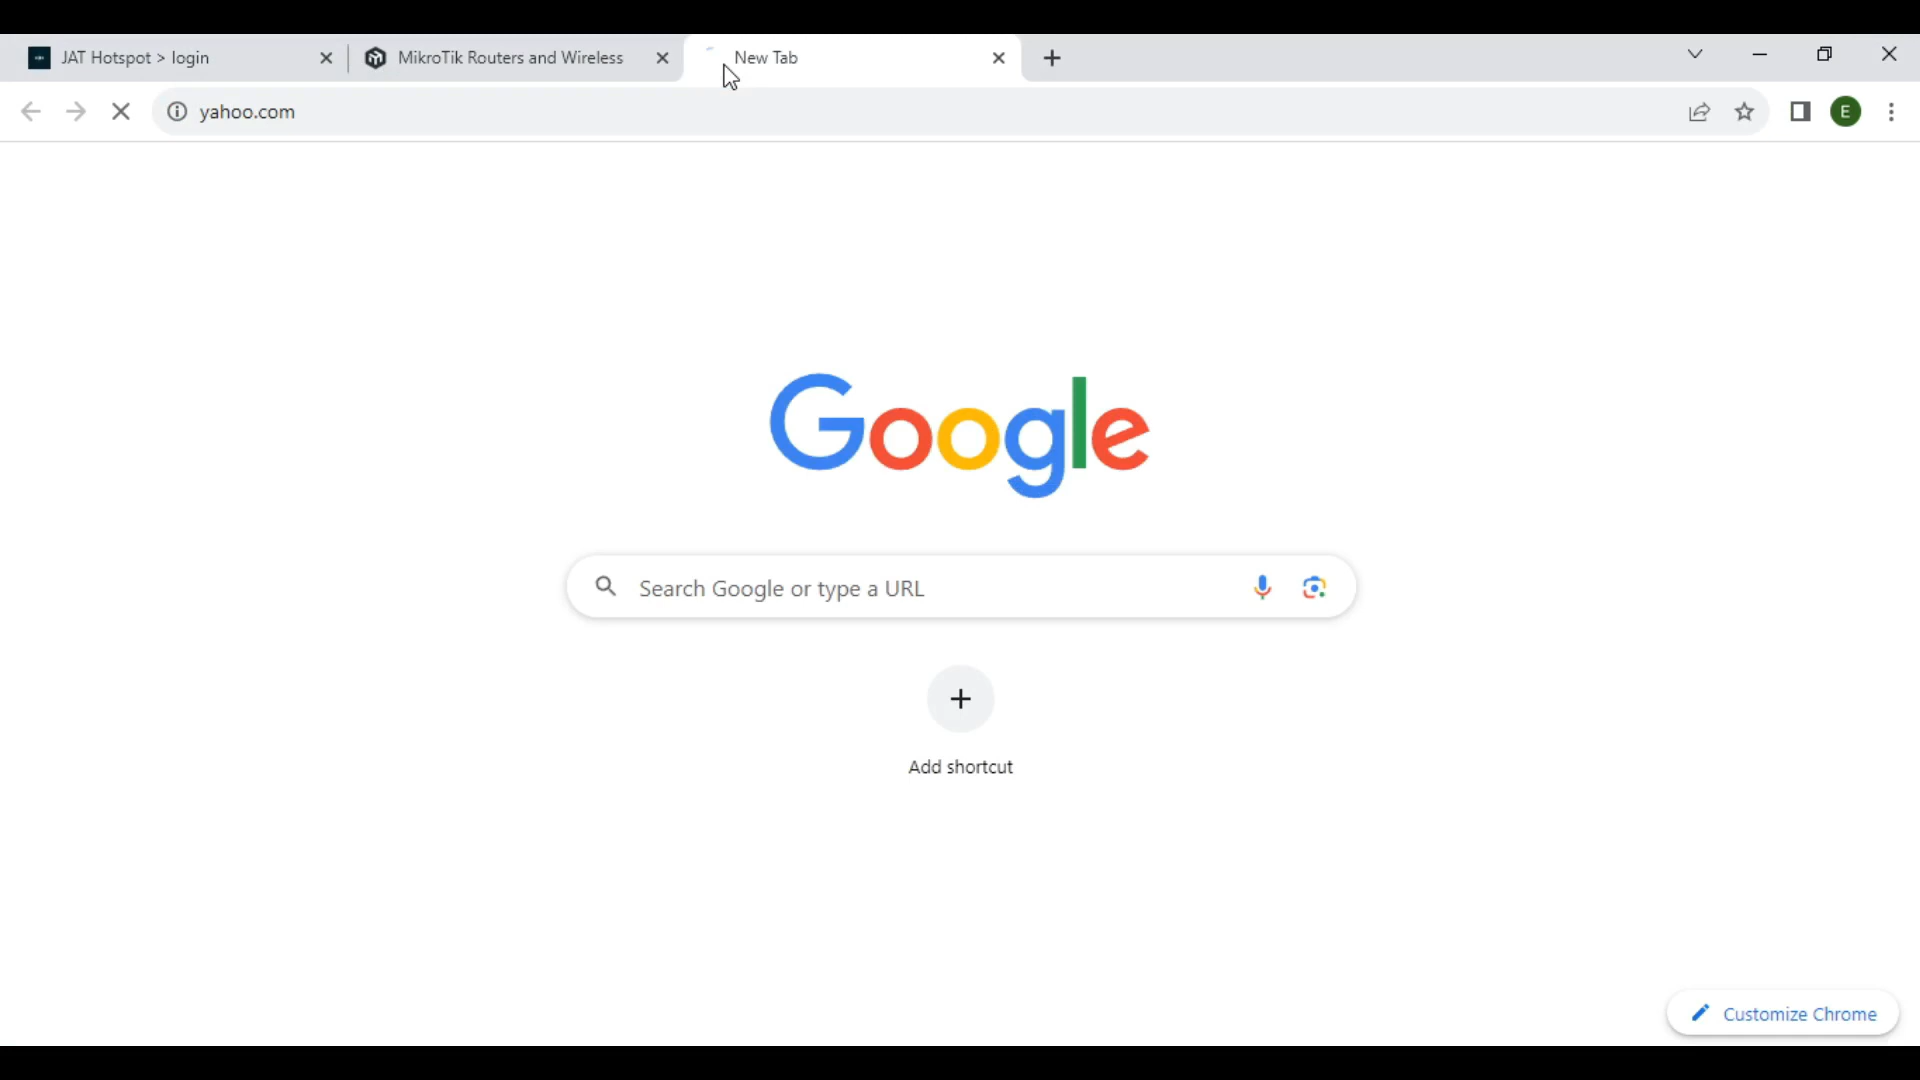 JAT Hotspot > login
MikroTik Routers and Wireless
New Tab
yahoo.com
E
Google
Search Google or type a URL
Add shortcut
Customize Chrome